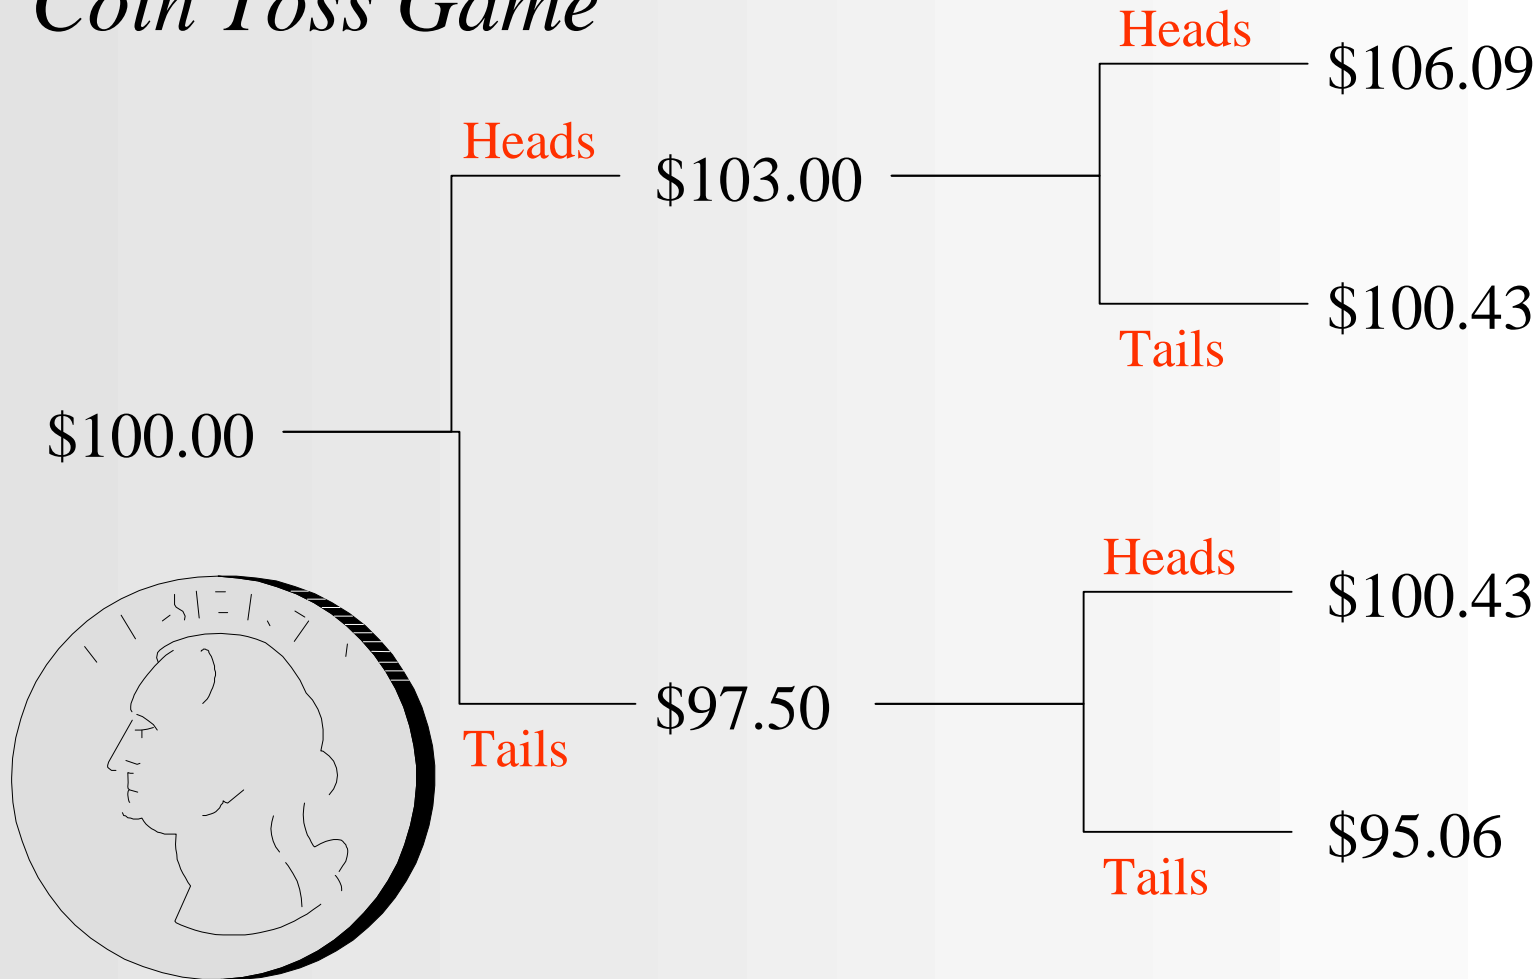 Coin Toss Game
Heads
$106.09
Heads
$103.00
$100.43
Tails
$100.00
Heads
$100.43
$97.50
Tails
$95.06
Tails